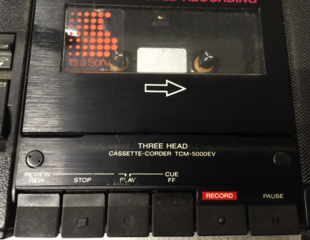 RECORDING
It's a Sony
THREE HEAD
CASSETTE-CORDER TCM-5000EV
REVIEW CUE
REW STOP PLAY FF RECORD PAUSE